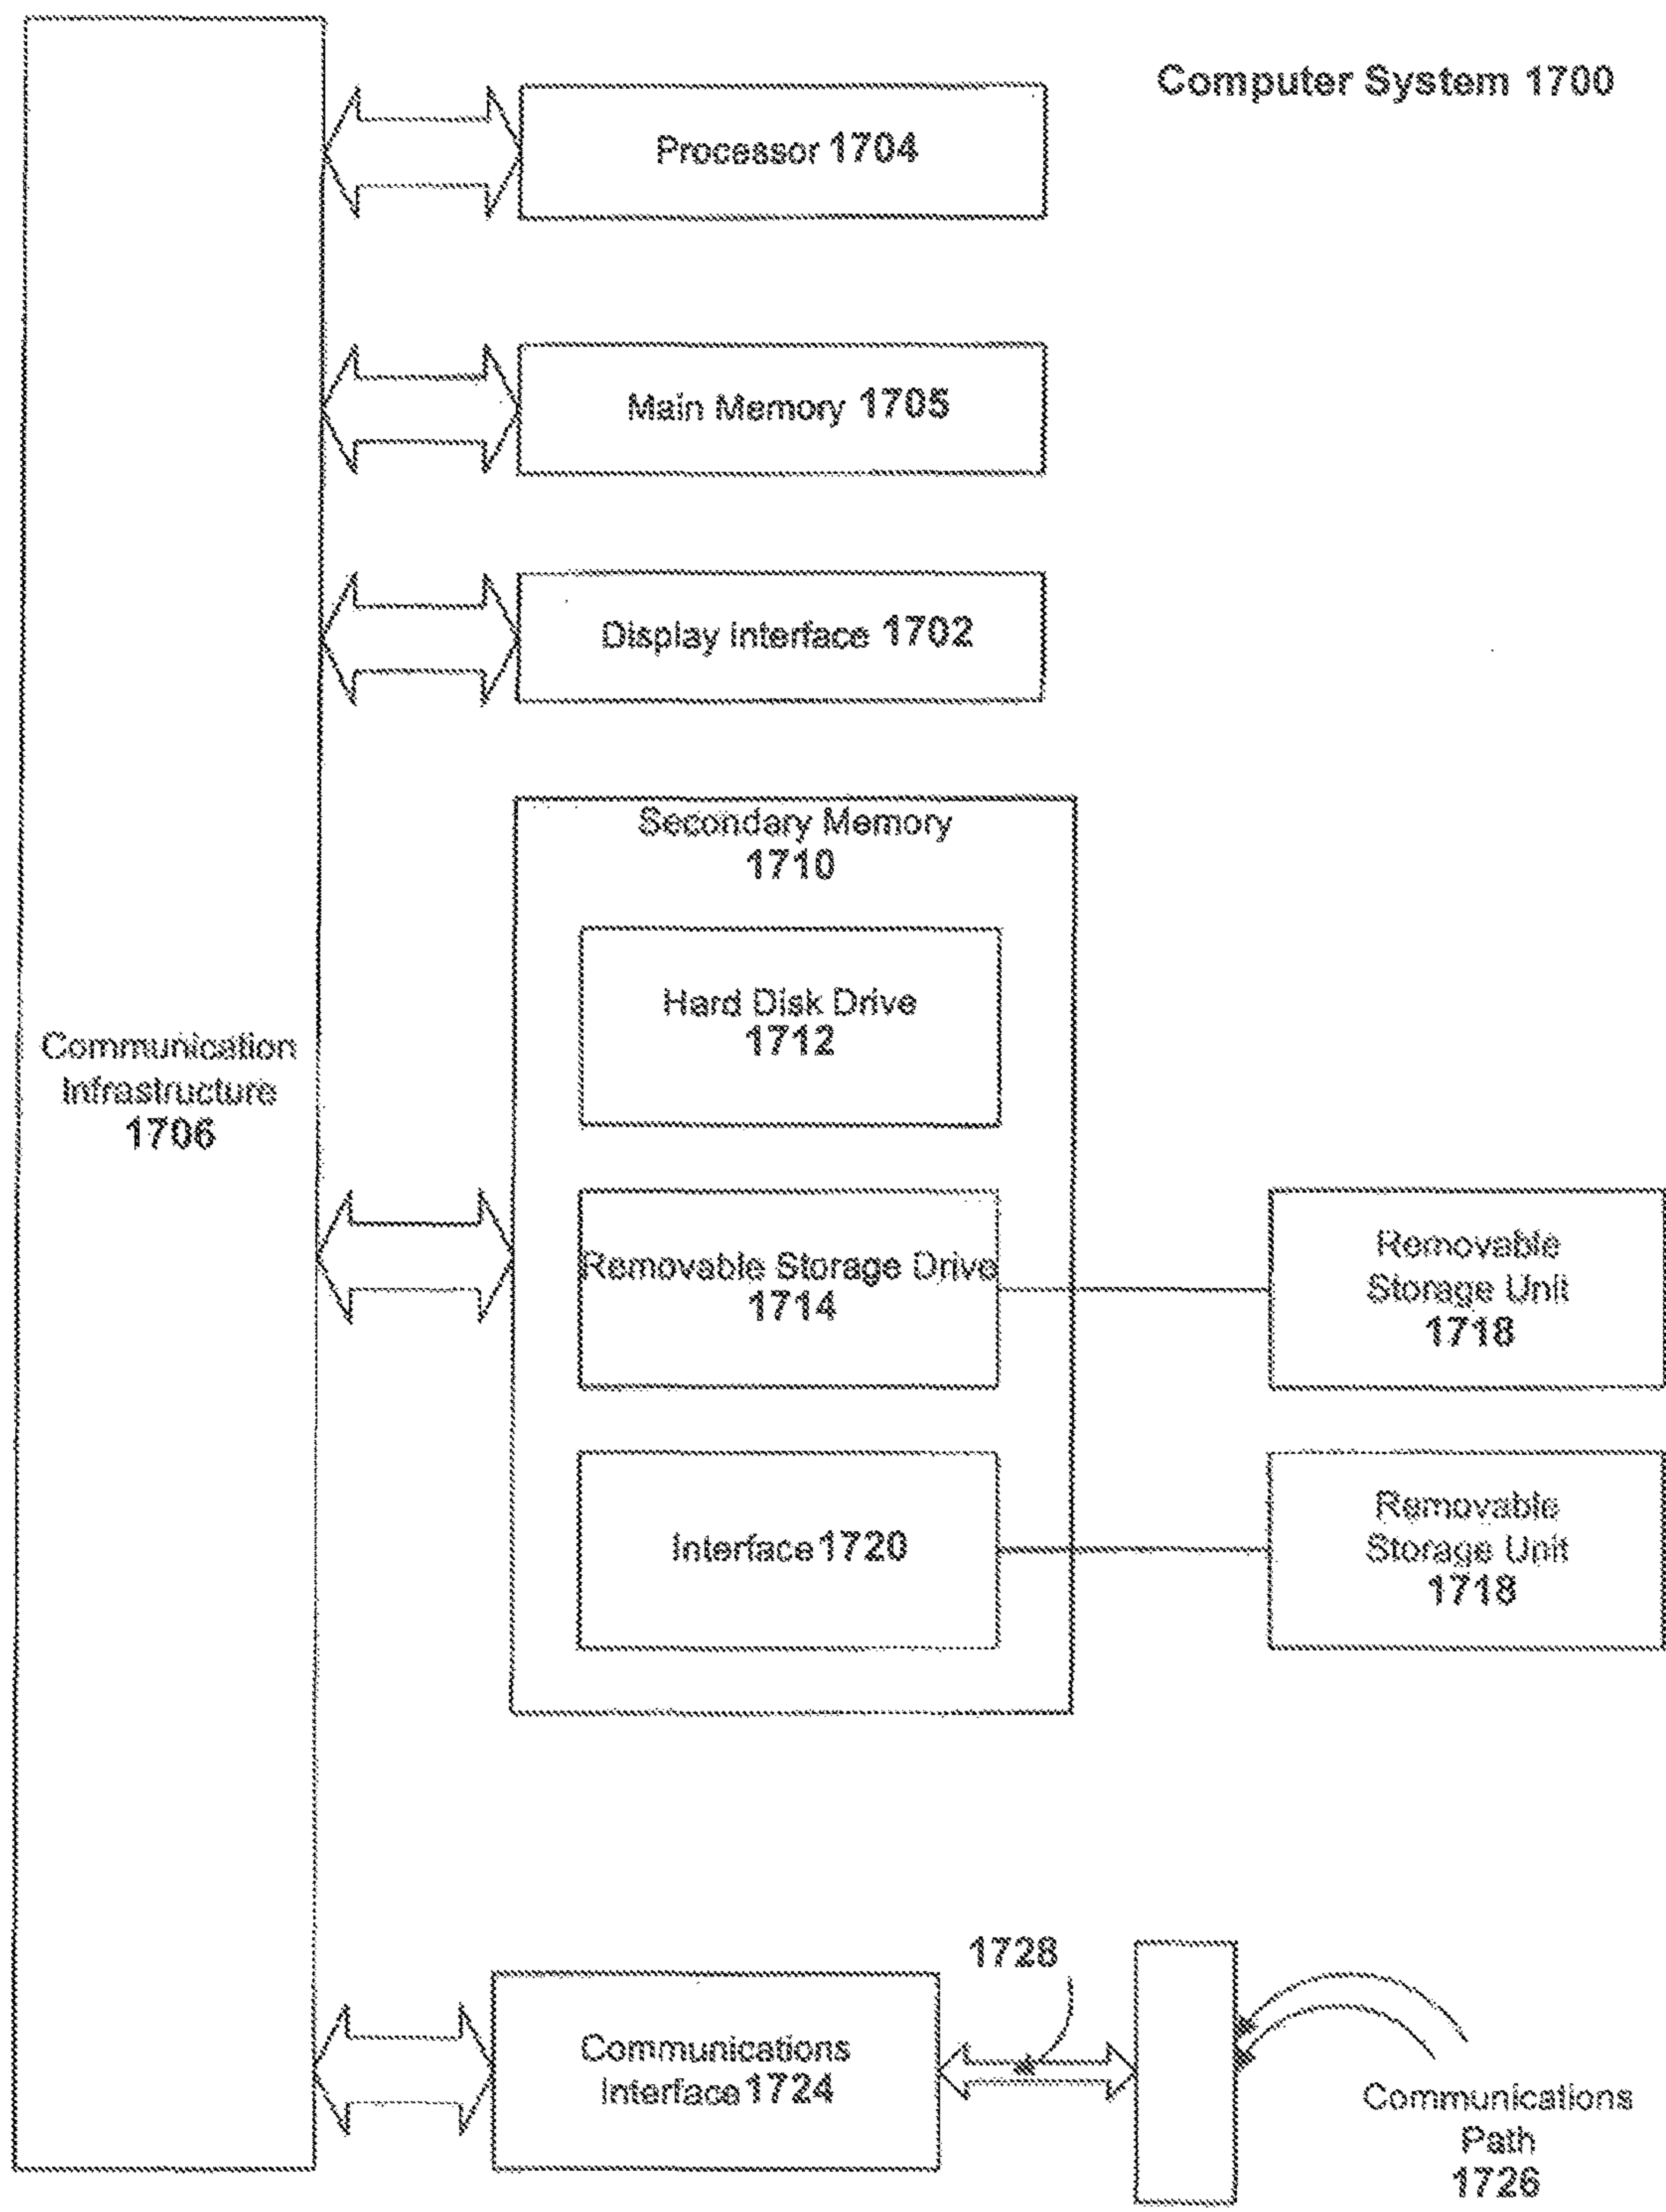 Computer System 1700
Processor 1704
Main Memory 1705
Display interface 1702
Secondary Memory
1710
Hard Disk Drive
1712
Communication
Infrastructure
1706
Removable Storage Drive
1714
Removable
Storage Unit
1718
Interface 1720
Removable
Storage Unit
1718
1728
Communications
Interface 1724
Communications
Path
1726